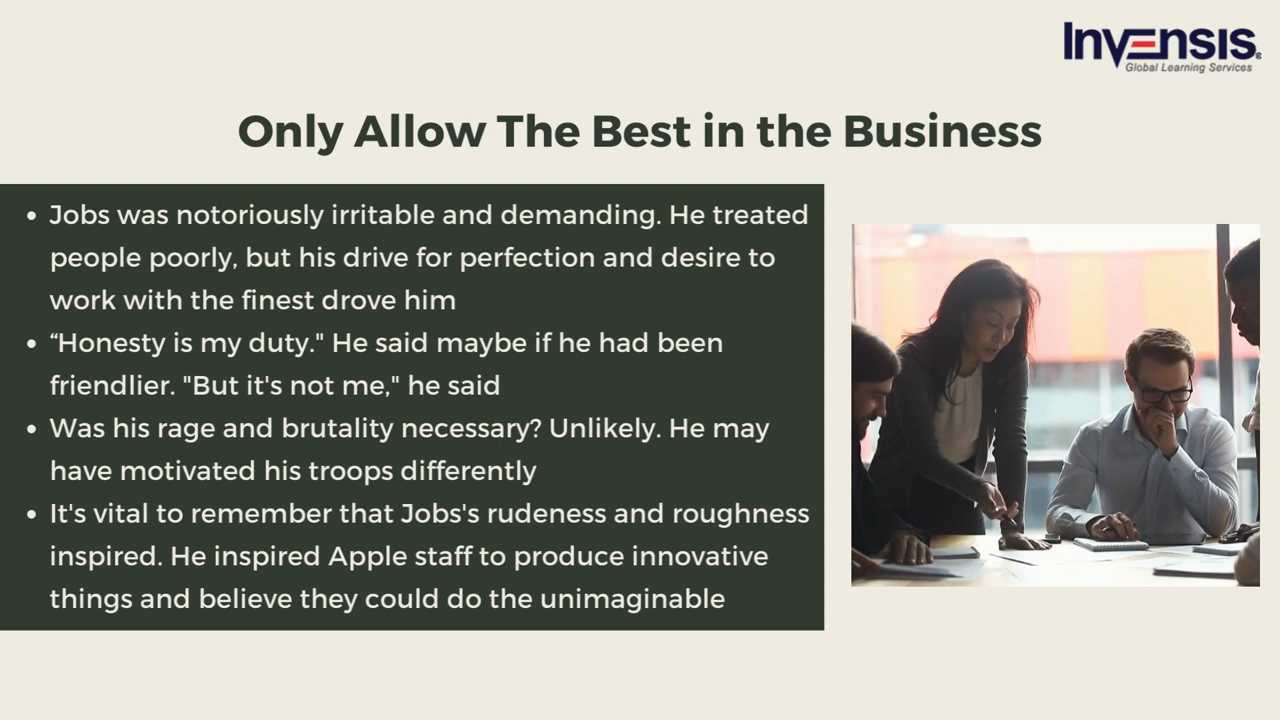 Invensis
Global Learning Services
Only Allow The Best in the Business
• Jobs was notoriously irritable and demanding. He treated
people poorly, but his drive for perfection and desire to
work with the finest drove him
• “Honesty is my duty." He said maybe if he had been
friendlier. "But it's not me," he said
• Was his rage and brutality necessary? Unlikely. He may
have motivated his troops differently
• It's vital to remember that Jobs's rudeness and roughness
inspired. He inspired Apple staff to produce innovative
things and believe they could do the unimaginable